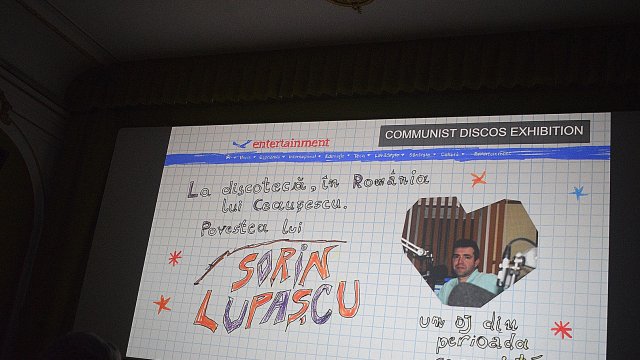 entertainment
COMMUNIST DISCOS EXHIBITION
La discotecă, în România
lui Ceaușescu.
Povestea lui
SORIN
LUPAȘCU
un DJ din
perioada